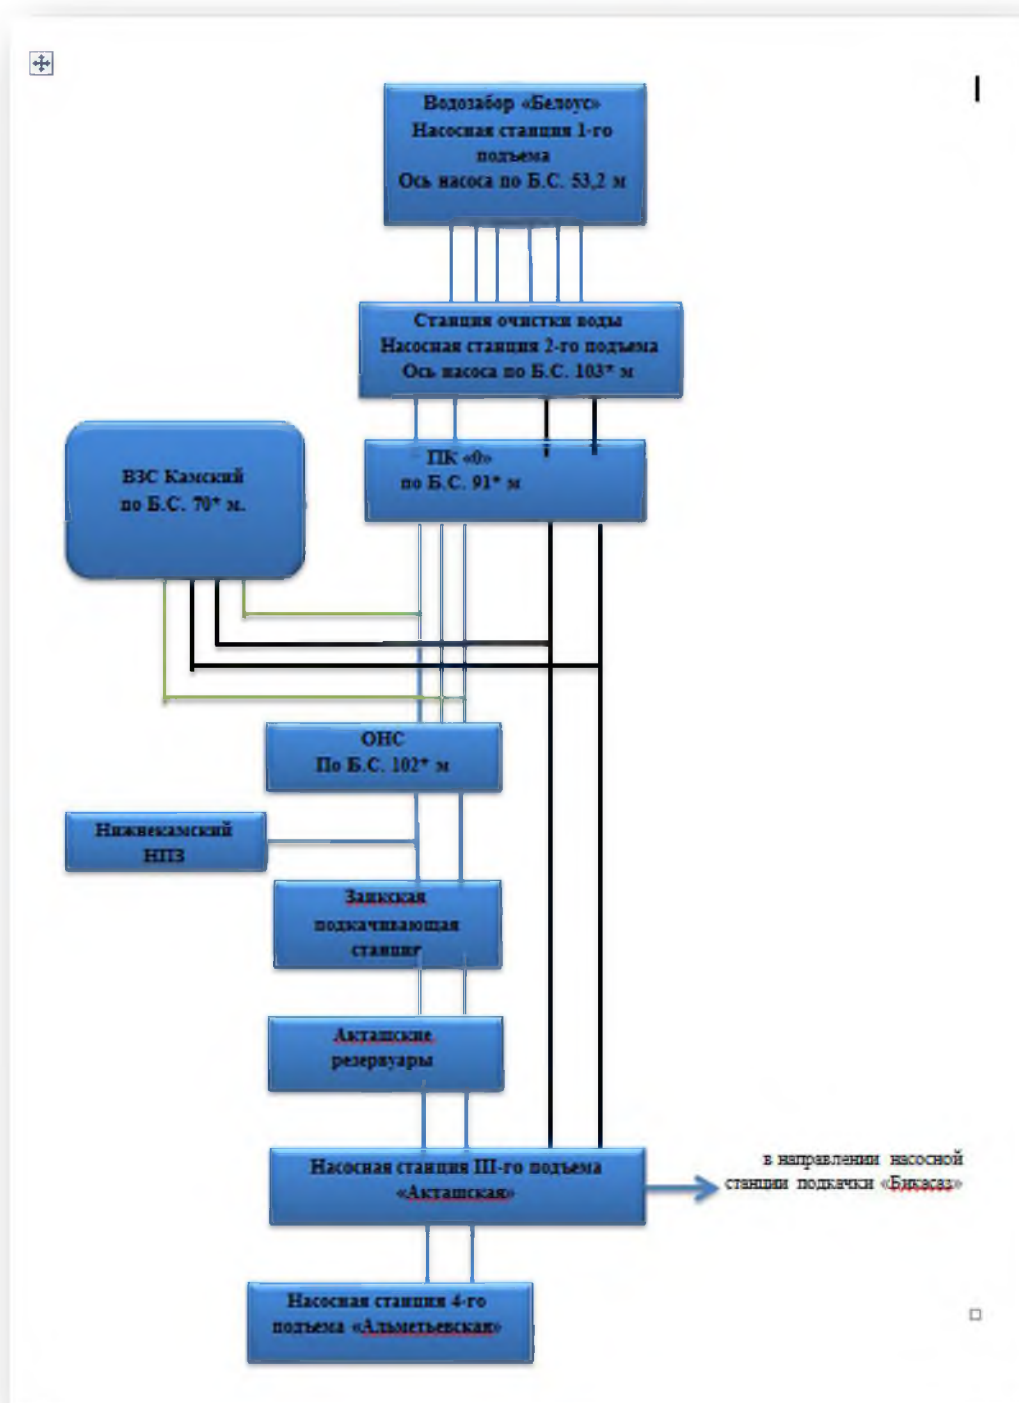 Водозабор «Белоус»
Насосная станция 1-го
подъема
Ось насоса по Б.С. 53,2 м
Станция очистки воды
Насосная станция 2-го подъема
Ось насоса по Б.С. 103* м
ПК «0»
по Б.С. 91* м
ВЗС Камский
по Б.С. 70* м.
ОНС
По Б.С. 102* м
Нижнекамский
НПЗ
Заикская
подкачивающая
станция
Акташские
резервуары
Насосная станция III-го подъема
«Акташская»
в направлении насосной
станции подкачки «Бикасаз»
Насосная станция 4-го
подъема «Альметьевская»